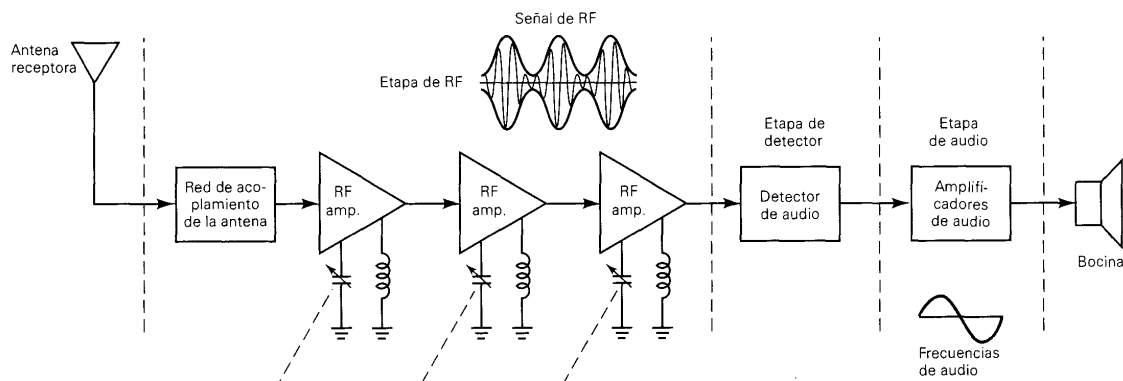 Señal de RF
Antena
receptora
Etapa de RF
Etapa de
detector
Etapa
de audio
Red de aco-
plamiento
de la antena
RF
amp.
RF
amp.
RF
amp.
Detector
de audio
Amplifi-
cadores
de audio
Bocina
Frecuencias
de audio